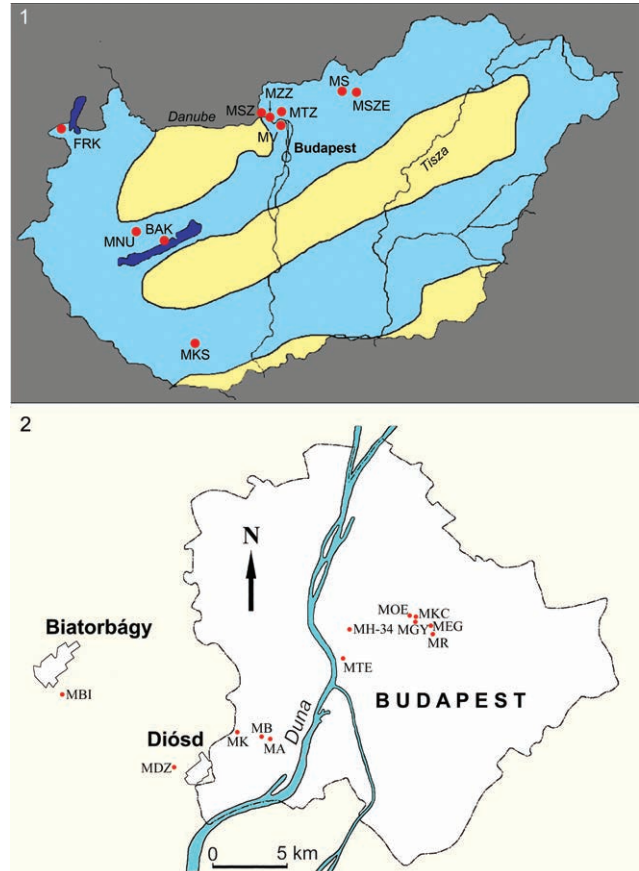 1
MS
MSZE
MZZ
MSZ
MTZ
Danube
MV
Budapest
FRK
Tisza
MNU
BAK
MKS
2
N
MOE
MKC
MH-34
MGY
MEG
MR
Biatorbágy
MTE
MBI
BUDAPEST
Duna
Diósd
MK
MB
MA
MDZ
0 5 km